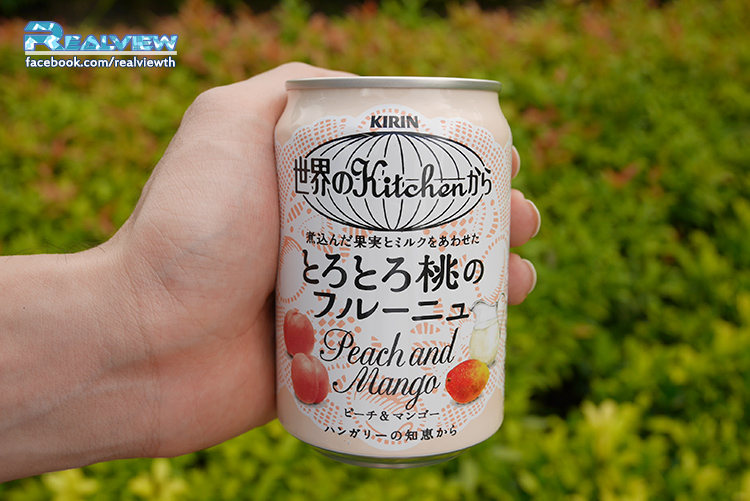 REALVIEW
facebook.com/realviewth
KIRIN
世界のKitchenから
煮込んだ果実とミルクをあわせた
とろとろ桃の
フルーニュ
Peach and
Mango
ピーチ&マンゴー
ハンガリーの知恵から